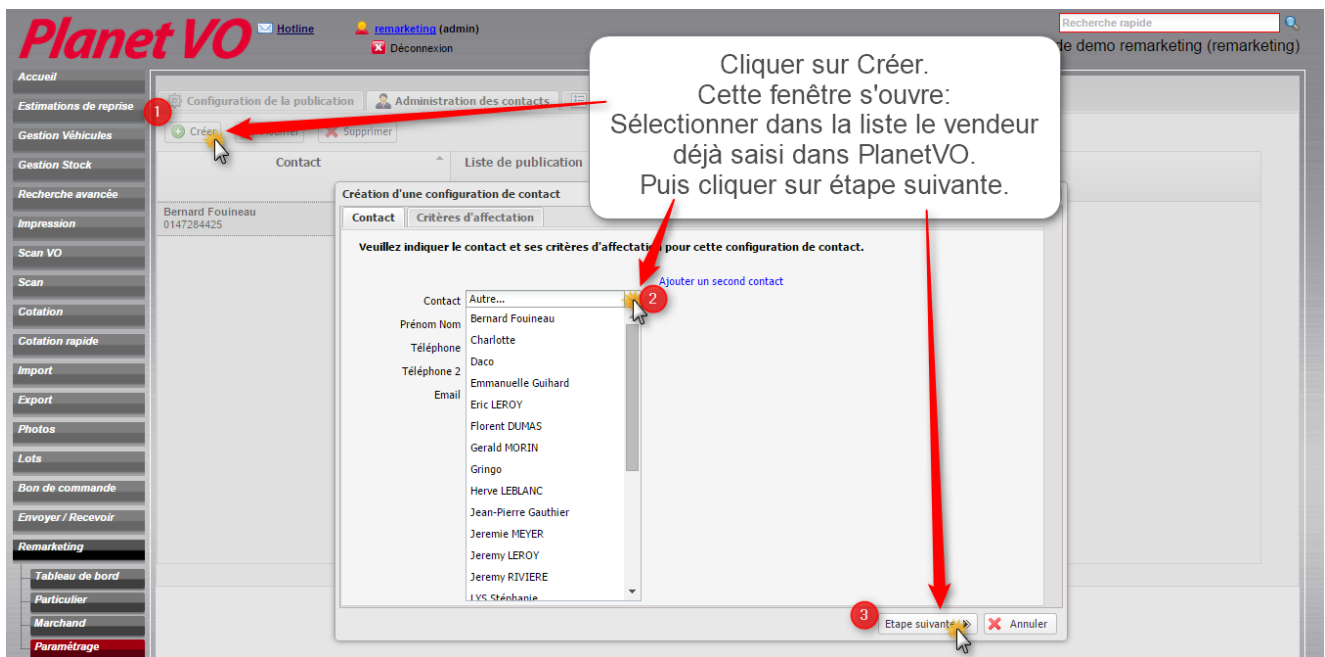 Planet VO
Hotline
remarketing (admin)
Déconnexion
Recherche rapide
de demo remarketing (remarketing)
Cliquer sur Créer.
Cette fenêtre s'ouvre:
Sélectionner dans la liste le vendeur
déjà saisi dans PlanetVO.
Puis cliquer sur étape suivante.
Accueil
Estimations de reprise
Gestion Véhicules
Gestion Stock
Recherche avancée
Impression
Scan VO
Scan
Cotation
Cotation rapide
Import
Export
Photos
Lots
Bon de commande
Envoyer / Recevoir
Remarketing
Tableau de bord
Particulier
Marchand
Paramétrage
Configuration de la publication
Administration des contacts
1
Créer
Supprimer
Contact
Liste de publication
Bernard Fouineau
0147284425
Création d'une configuration de contact
Contact
Critères d'affectation
Veuillez indiquer le contact et ses critères d'affectation pour cette configuration de contact.
Ajouter un second contact
Contact
Autre...
2
Prénom Nom
Téléphone
Téléphone 2
Email
Bernard Fouineau
Charlotte
Daco
Emmanuelle Guihard
Eric LEROY
Florent DUMAS
Gerald MORIN
Gringo
Herve LEBLANC
Jean-Pierre Gauthier
Jeremie MEYER
Jeremy LEROY
Jeremy RIVIERE
LYS Stéphanie
3
Etape suivante
Annuler